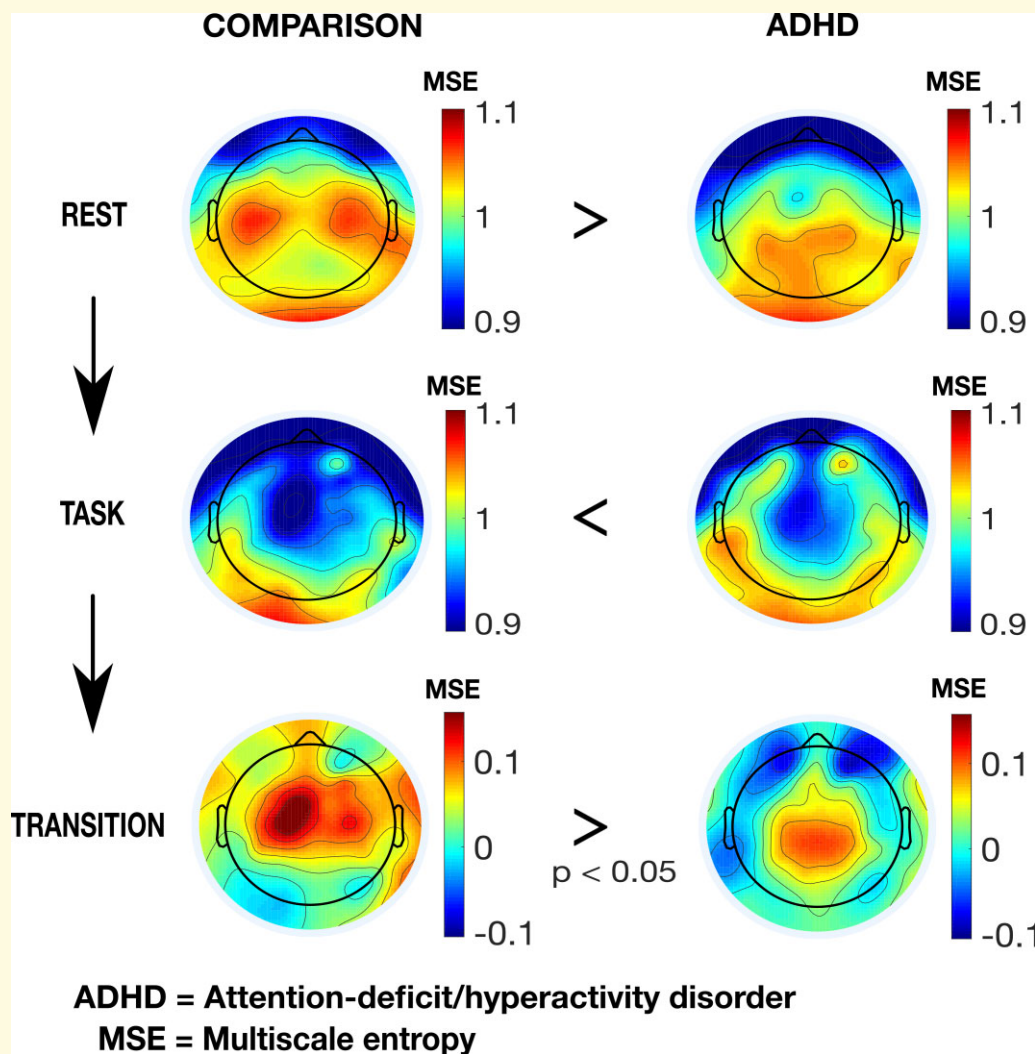 COMPARISON ADHD
MSE MSE
1.1 1.1
REST 1 > 1
0.9 0.9
MSE MSE
1.1 1.1
TASK 1 < 1
0.9 0.9
MSE MSE
0.1 0.1
TRANSITION 0 > 0
p < 0.05
-0.1 -0.1
ADHD = Attention-deficit/hyperactivity disorder
MSE = Multiscale entropy